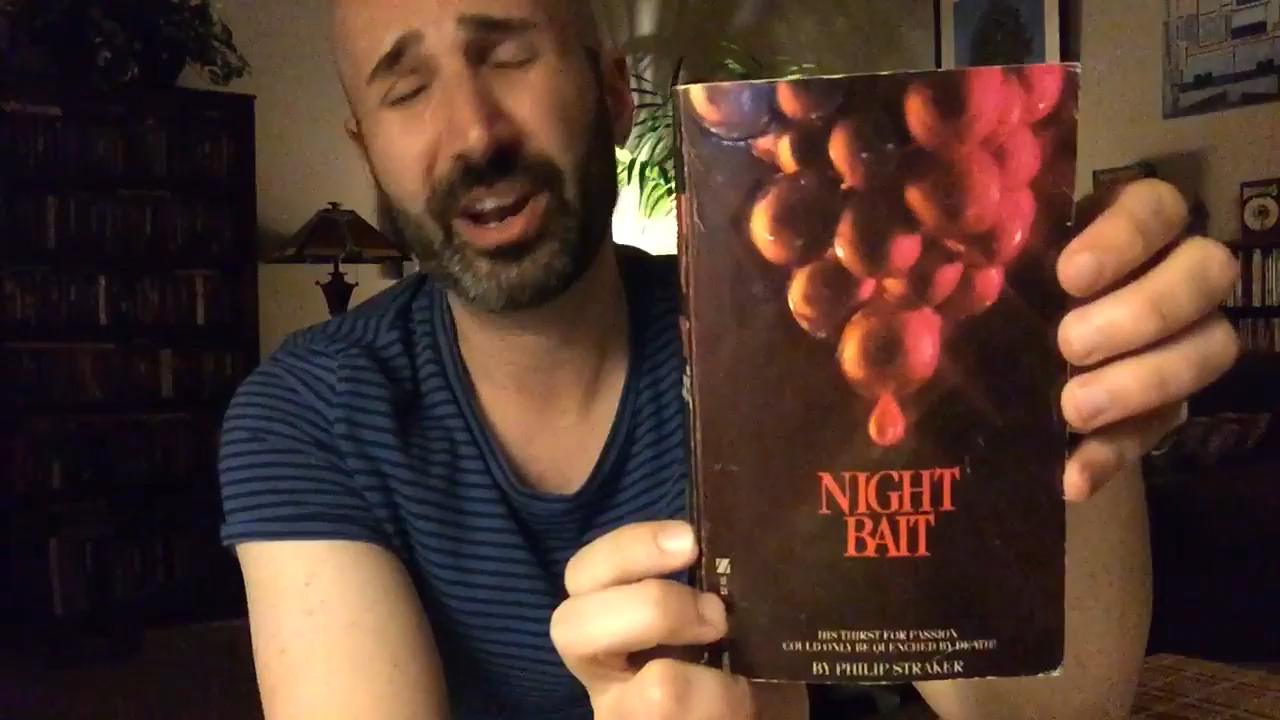 NIGHT
BAIT
HIS THIRST FOR PASSION
COULD ONLY BE QUENCHED BY DEATH!
BY PHILIP STRAKER